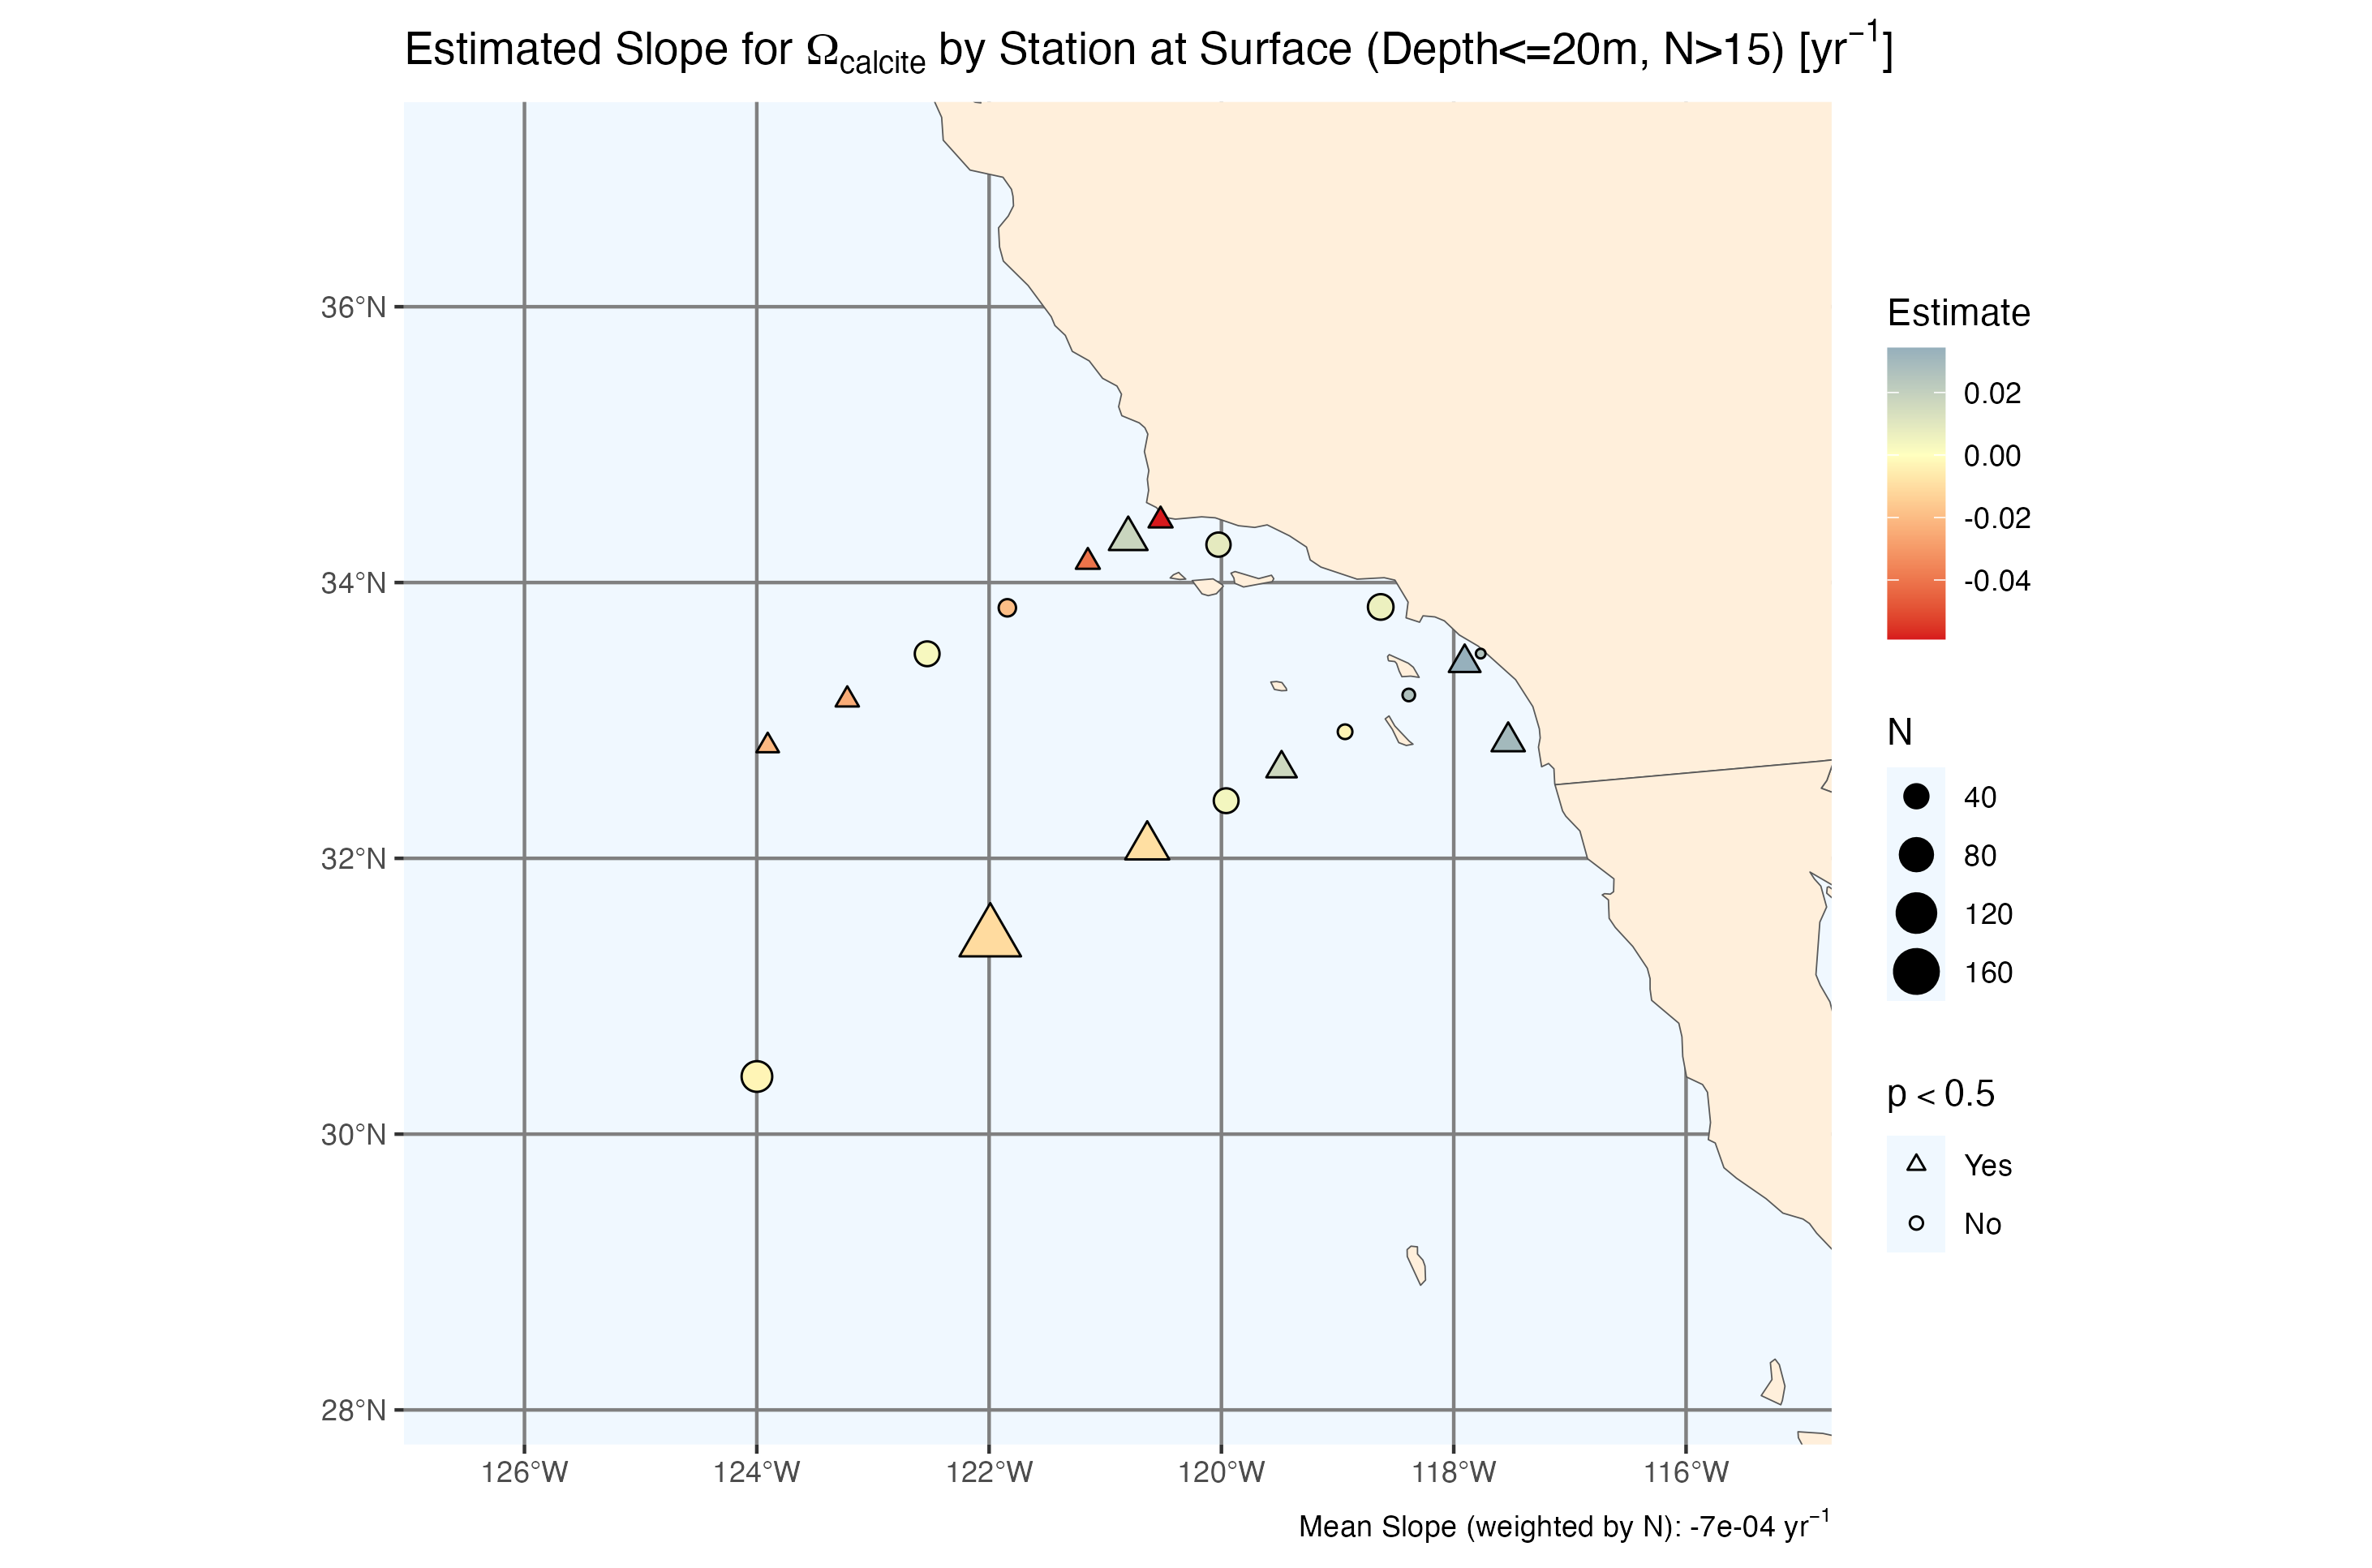 Estimated Slope for Ωcalcite by Station at Surface (Depth<=20m, N>15) [yr⁻¹]
36°N
34°N
32°N
30°N
28°N
126°W
124°W
122°W
120°W
118°W
116°W
Estimate
0.02
0.00
-0.02
-0.04
N
40
80
120
160
p < 0.5
Yes
No
Mean Slope (weighted by N): -7e-04 yr⁻¹